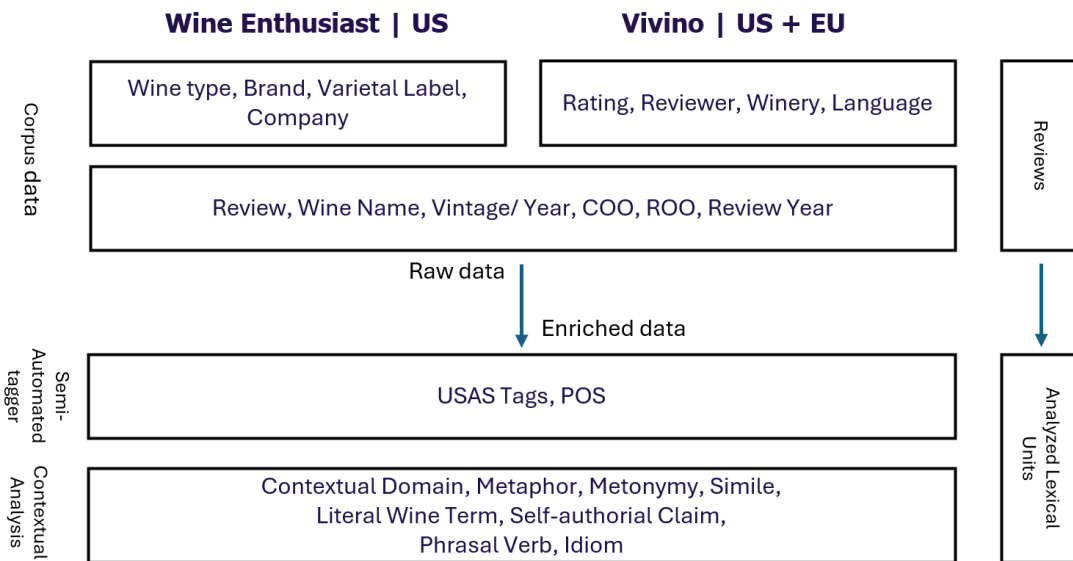 Wine Enthusiast | US
Vivino | US + EU
Corpus data
Wine type, Brand, Varietal Label,
Company
Rating, Reviewer, Winery, Language
Reviews
Review, Wine Name, Vintage/ Year, COO, ROO, Review Year
Raw data
Enriched data
Semi-
Automated
tagger
USAS Tags, POS
Analyzed Lexical
Units
Contextual
Analysis
Contextual Domain, Metaphor, Metonymy, Simile,
Literal Wine Term, Self-authorial Claim,
Phrasal Verb, Idiom